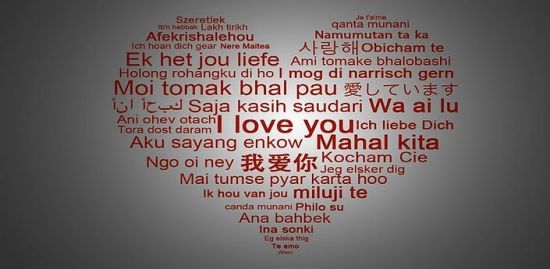 Szeretlek Je t'aime
Ib'n hebbak Lakh tirikh qanta munani
Afekrishalehou Namumutan ta ka
Ich hoan dich gear Nere Maitea 사랑해 Obicham te
Ek het jou liefe Ami tomake bhalobashi
Holong rohangku di ho I mog di narrisch gern
Moi tomak bhal pau 愛しています
Saja kasih saudari Wa ai lu
Ani ohev otach I love you Ich liebe Dich
Tora dost daram
Aku sayang enkow Mahal kita
Ngo oi ney 我爱你 Kocham Cie
Jeg elsker dig
Mai tumse pyar karta hoo
Ik hou van jou miluji te
canda munani Philo su
Ana bahbek
Ina sonki
Eg elska thig
Te amo